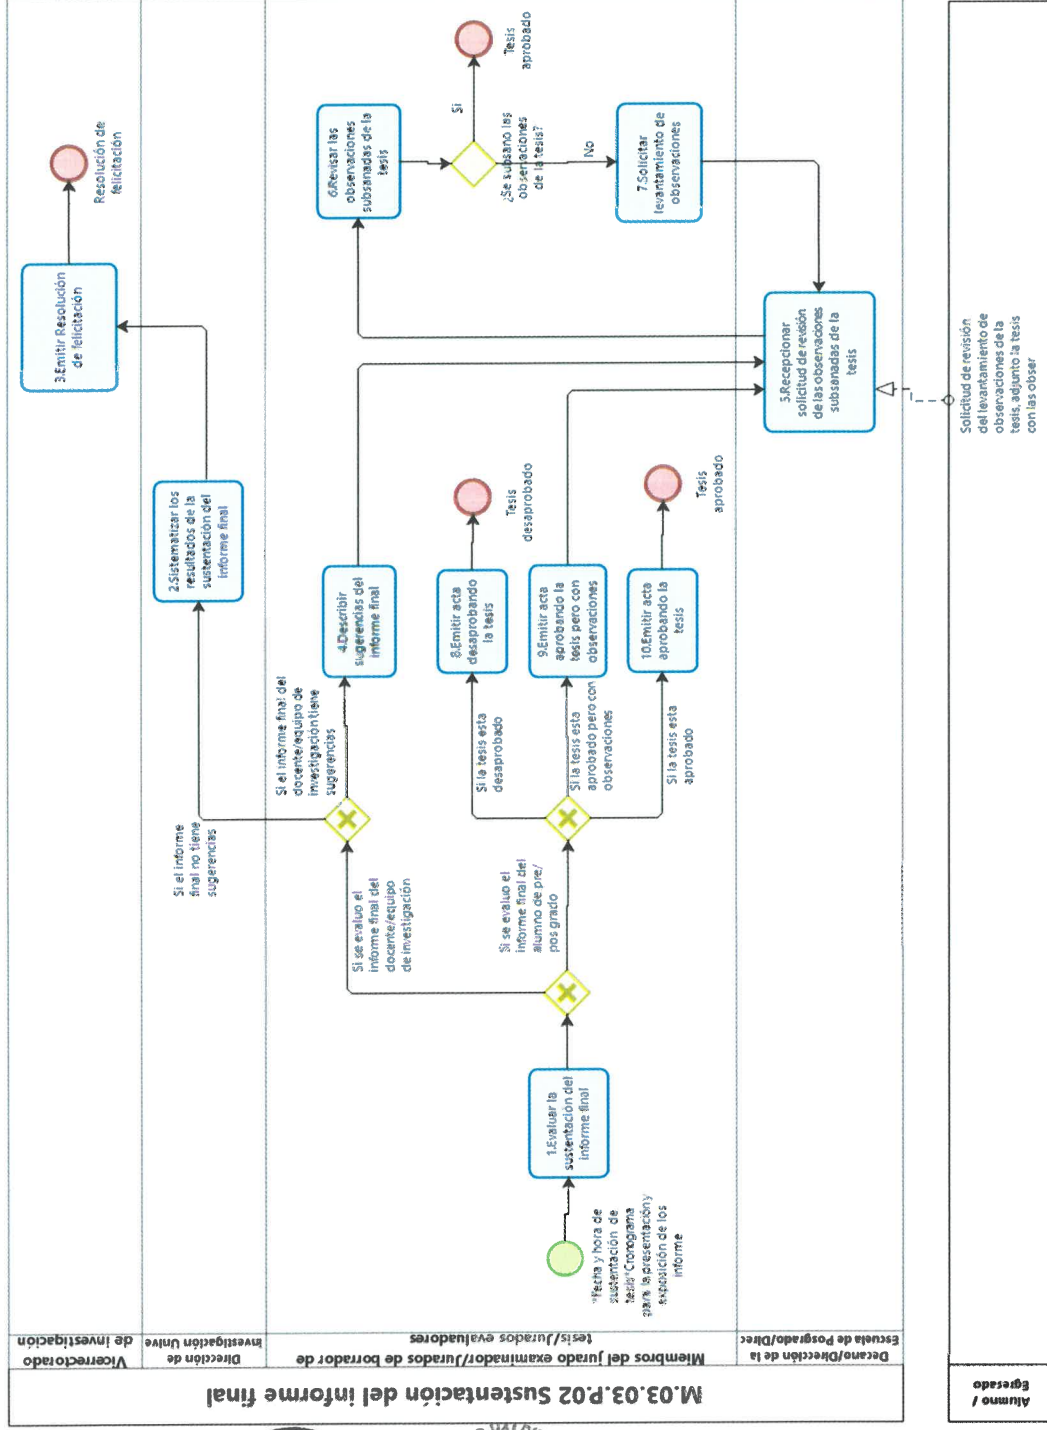 M.03.03.P.02 Sustentación del informe final
Vicerrectorado
de investigación
Dirección de
Investigación Unive
Miembros del jurado examinador/Jurados de borrador de
tesis/Jurados evaluadores
Decano/Direc/Dirección de la
Escuela de Posgrado/Direc
Alumno /
Egresado
3.Emitir Resolución
de felicitación
Resolución de
felicitación
2.Sistematizar los
resultados de la
sustentación del
informe final
Si el informe
final no tiene
sugerencias
Si el informe final del
docente/equipo de
investigación tiene
sugerencias
4.Describir
sugerencias del
informe final
Si se evaluo el
informe final del
docente/equipo
de investigación
*Fecha y hora de
sustentación de
tesis*Cronograma
para la presentación y
exposición de los
informe
1.Evaluar la
sustentación del
informe final
Si se evaluo el
informe final del
alumno de pre/
pos grado
Si la tesis esta
desaprobado
8.Emitir acta
desaprobando
la tesis
Tesis
desaprobado
Si la tesis esta
aprobado pero con
observaciones
9.Emitir acta
aprobando la
tesis pero con
observaciones
Si la tesis esta
aprobado
10.Emitir acta
aprobando la
tesis
Tesis
aprobado
5.Recepcionar
solicitud de revisión
de las observaciones
subsanadas de la
tesis
6.Revisar las
observaciones
subsanadas de la
tesis
¿Se subsano las
observaciones
de la tesis?
Si
Tesis
aprobado
No
7.Solicitar
levantamiento de
observaciones
Solicitud de revisión
del levantamiento de
observaciones de la
tesis, adjunto la tesis
con las obser